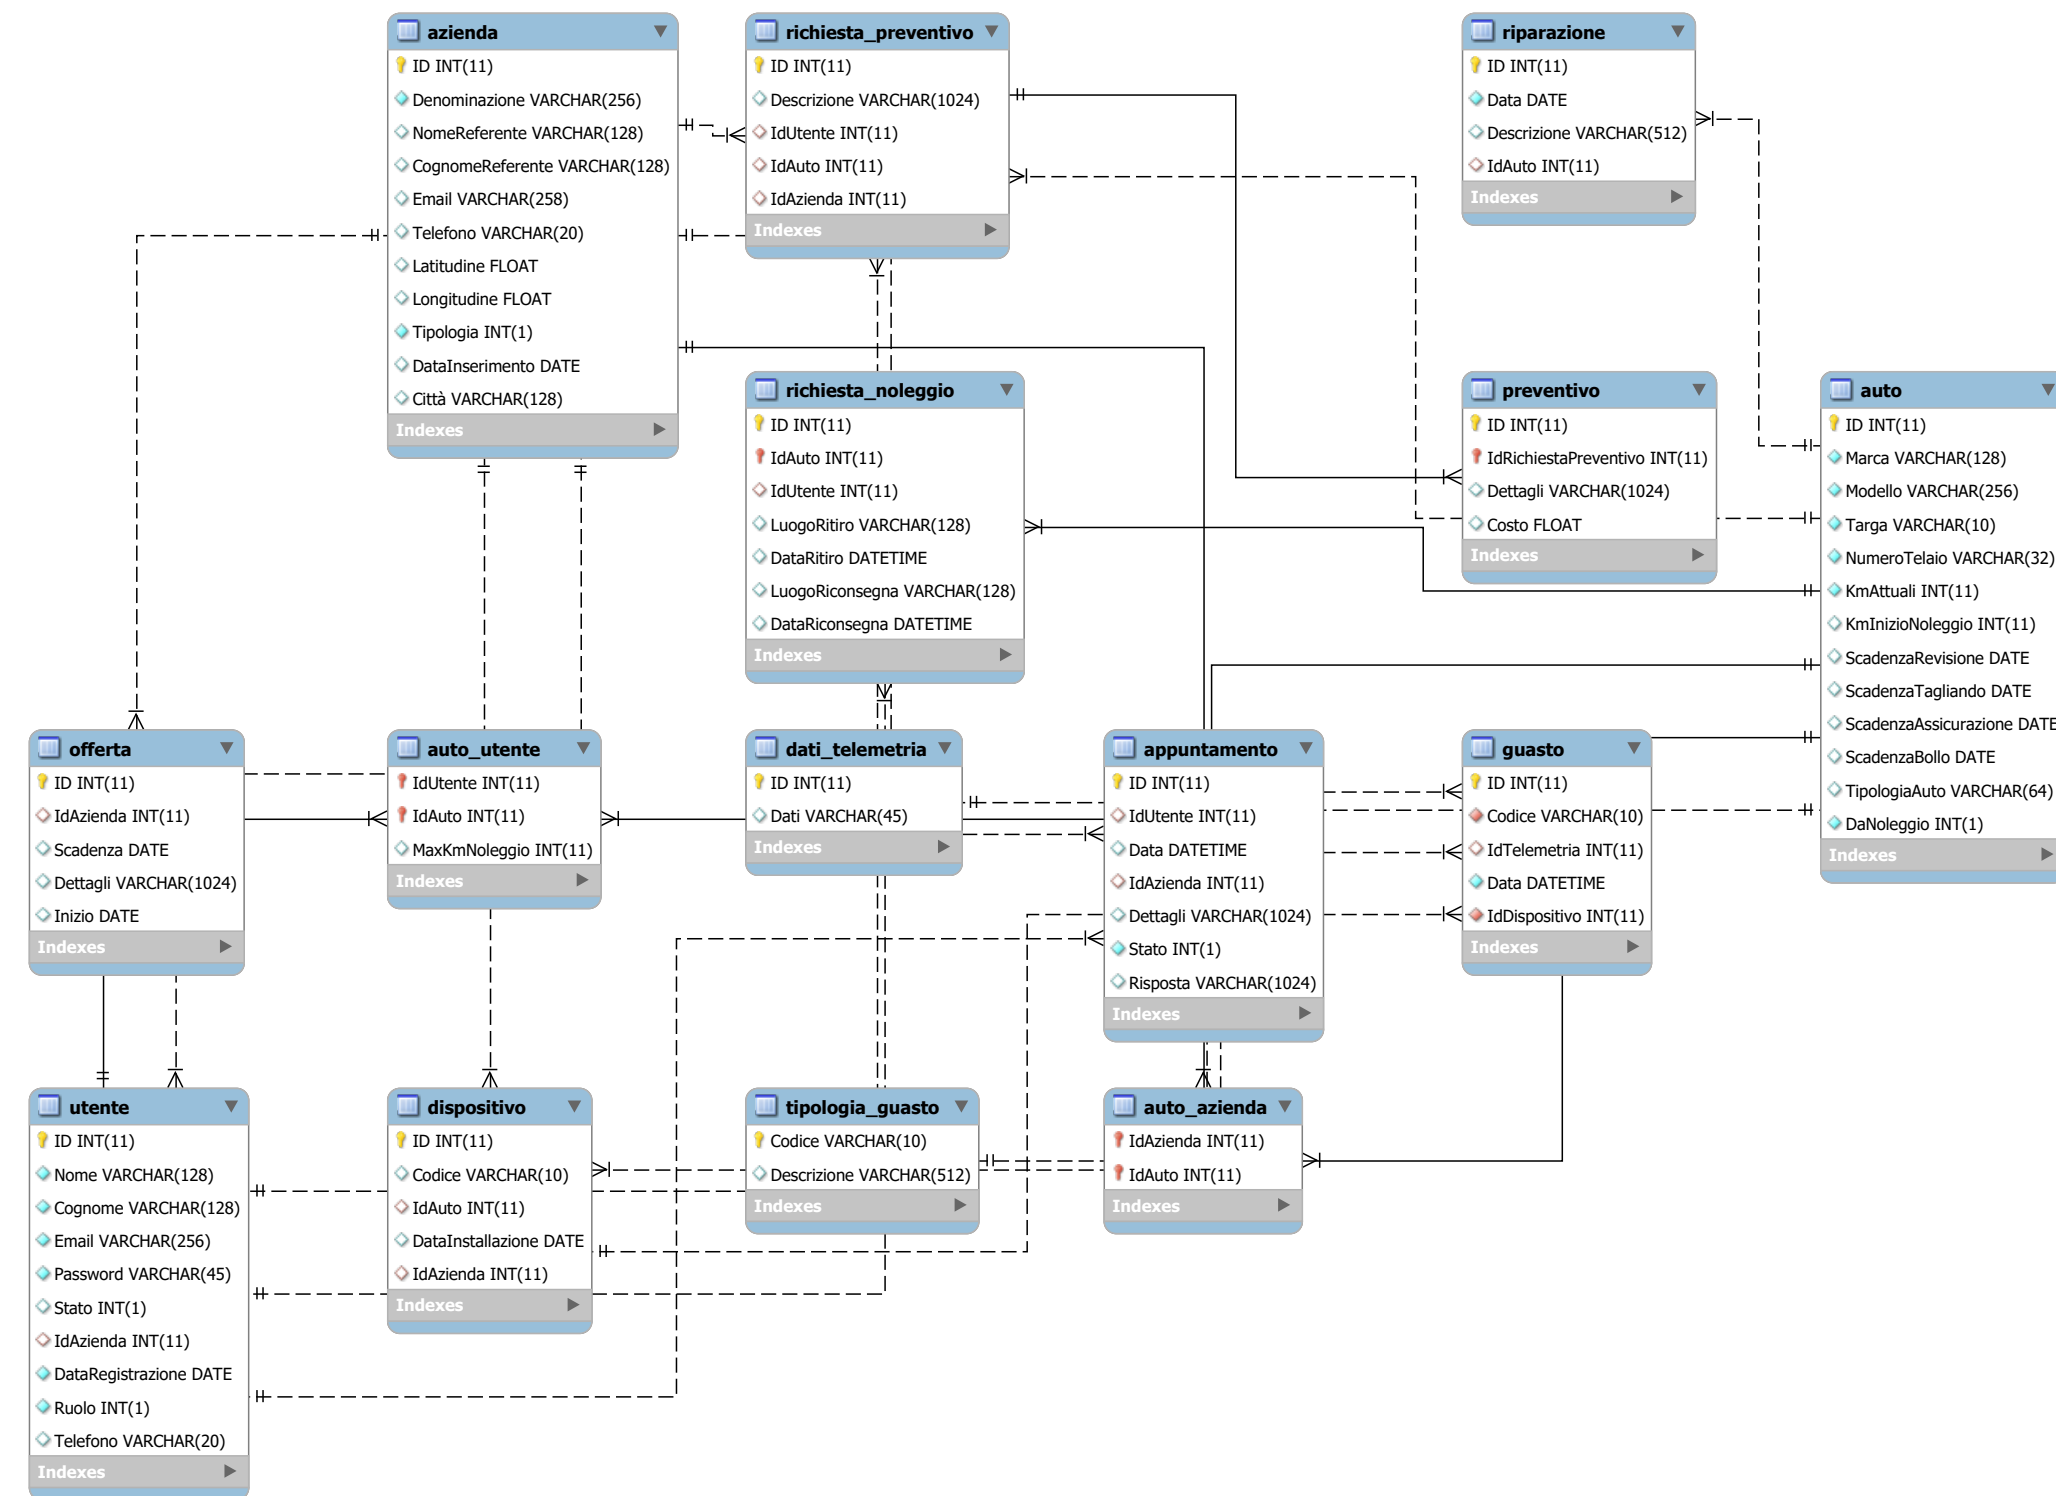 azienda
ID INT(11)
Denominazione VARCHAR(256)
NomeReferente VARCHAR(128)
CognomeReferente VARCHAR(128)
Email VARCHAR(258)
Telefono VARCHAR(20)
Latitudine FLOAT
Longitudine FLOAT
Tipologia INT(1)
DataInserimento DATE
Città VARCHAR(128)
Indexes
richiesta_preventivo
ID INT(11)
Descrizione VARCHAR(1024)
IdUtente INT(11)
IdAuto INT(11)
IdAzienda INT(11)
Indexes
riparazione
ID INT(11)
Data DATE
Descrizione VARCHAR(512)
IdAuto INT(11)
Indexes
richiesta_noleggio
ID INT(11)
IdAuto INT(11)
IdUtente INT(11)
LuogoRitiro VARCHAR(128)
DataRitiro DATETIME
LuogoRiconsegna VARCHAR(128)
DataRiconsegna DATETIME
Indexes
preventivo
ID INT(11)
IdRichiestaPreventivo INT(11)
Dettagli VARCHAR(1024)
Costo FLOAT
Indexes
auto
ID INT(11)
Marca VARCHAR(128)
Modello VARCHAR(256)
Targa VARCHAR(10)
NumeroTelaio VARCHAR(32)
KmAttuali INT(11)
KmInizioNoleggio INT(11)
ScadenzaRevisione DATE
ScadenzaTagliando DATE
ScadenzaAssicurazione DATE
ScadenzaBollo DATE
TipologiaAuto VARCHAR(64)
DaNoleggio INT(1)
Indexes
offerta
ID INT(11)
IdAzienda INT(11)
Scadenza DATE
Dettagli VARCHAR(1024)
Inizio DATE
Indexes
auto_utente
IdUtente INT(11)
IdAuto INT(11)
MaxKmNoleggio INT(11)
Indexes
dati_telemetria
ID INT(11)
Dati VARCHAR(45)
Indexes
appuntamento
ID INT(11)
IdUtente INT(11)
Data DATETIME
IdAzienda INT(11)
Dettagli VARCHAR(1024)
Stato INT(1)
Risposta VARCHAR(1024)
Indexes
guasto
ID INT(11)
Codice VARCHAR(10)
IdTelemetria INT(11)
Data DATETIME
IdDispositivo INT(11)
Indexes
utente
ID INT(11)
Nome VARCHAR(128)
Cognome VARCHAR(128)
Email VARCHAR(256)
Password VARCHAR(45)
Stato INT(1)
IdAzienda INT(11)
DataRegistrazione DATE
Ruolo INT(1)
Telefono VARCHAR(20)
Indexes
dispositivo
ID INT(11)
Codice VARCHAR(10)
IdAuto INT(11)
DataInstallazione DATE
IdAzienda INT(11)
Indexes
tipologia_guasto
Codice VARCHAR(10)
Descrizione VARCHAR(512)
Indexes
auto_azienda
IdAzienda INT(11)
IdAuto INT(11)
Indexes